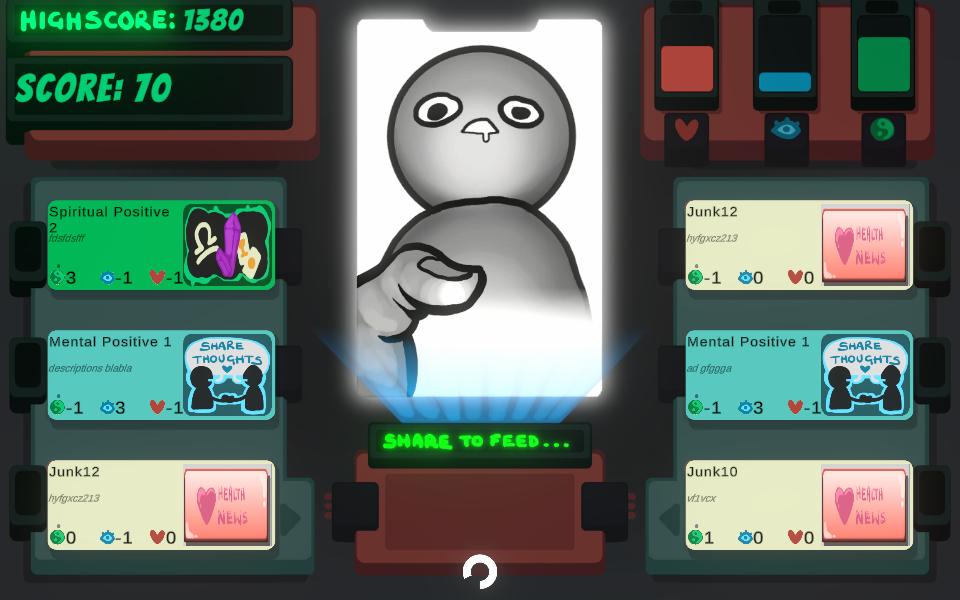 HIGHSCORE: 1380
SCORE: 70
Spiritual Positive
2
fdsfdsfff
3 -1 -1
Mental Positive 1
descriptions blabla
-1 3 -1
SHARE
THOUGHTS
Junk12
hyfgxcz213
0 -1 0
HEALTH
NEWS
SHARE TO FEED...
Junk12
hyfgxcz213
-1 0 0
HEALTH
NEWS
Mental Positive 1
ad gfggga
-1 3 -1
SHARE
THOUGHTS
Junk10
vf1vcx
1 0 0
HEALTH
NEWS